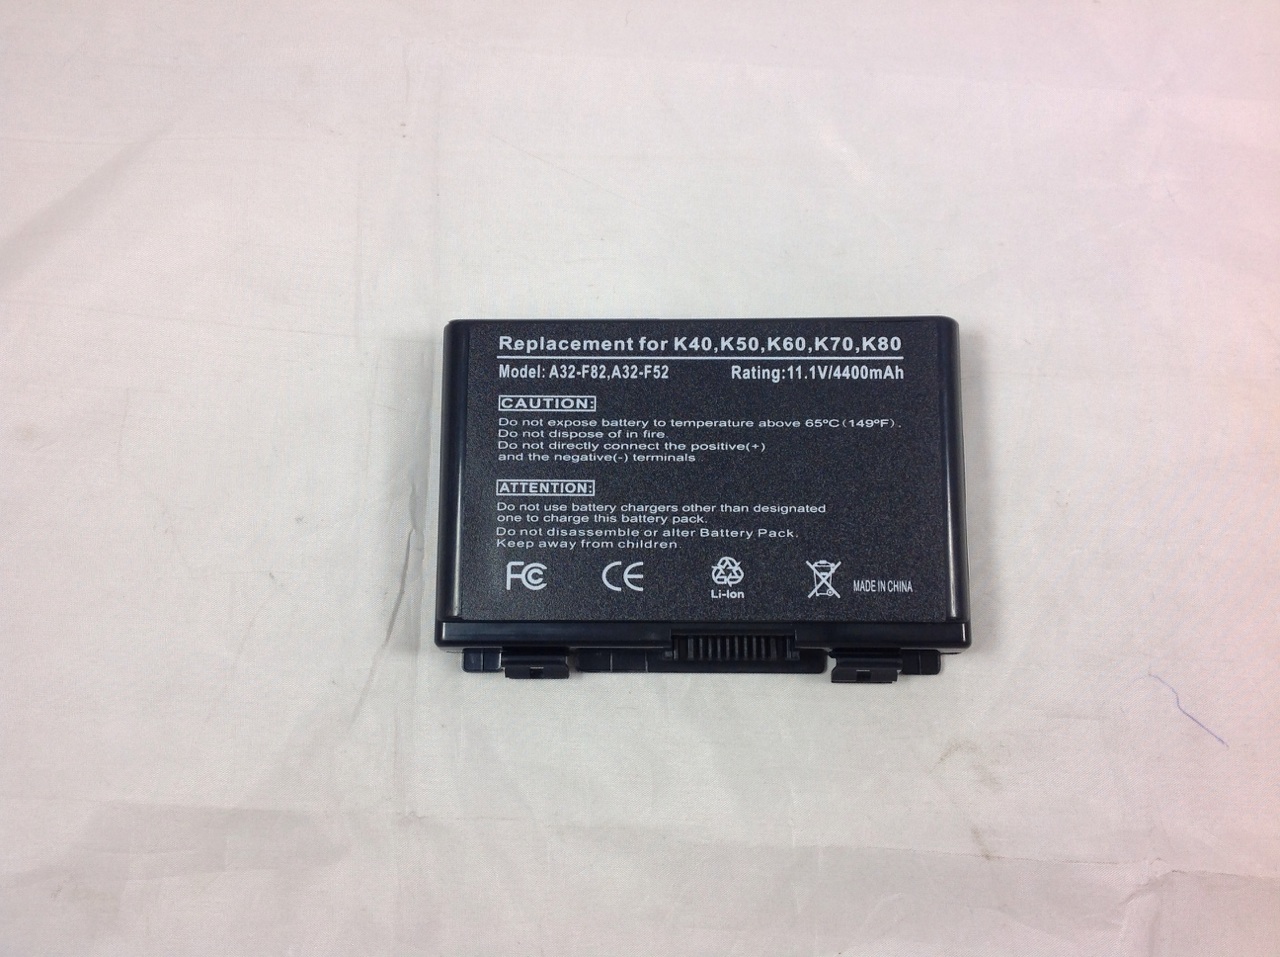 Replacement for K40,K50,K60,K70,K80
Model: A32-F82,A32-F52 Rating:11.1V/4400mAh
CAUTION:
Do not expose battery to temperature above 65ºC(149ºF).
Do not dispose of in fire.
Do not directly connect the positive(+)
and the negative(-) terminals
ATTENTION:
Do not use battery chargers other than designated
one to charge this battery pack.
Do not disassemble or alter Battery Pack.
Keep away from children.
FC CE Li-Ion MADE IN CHINA